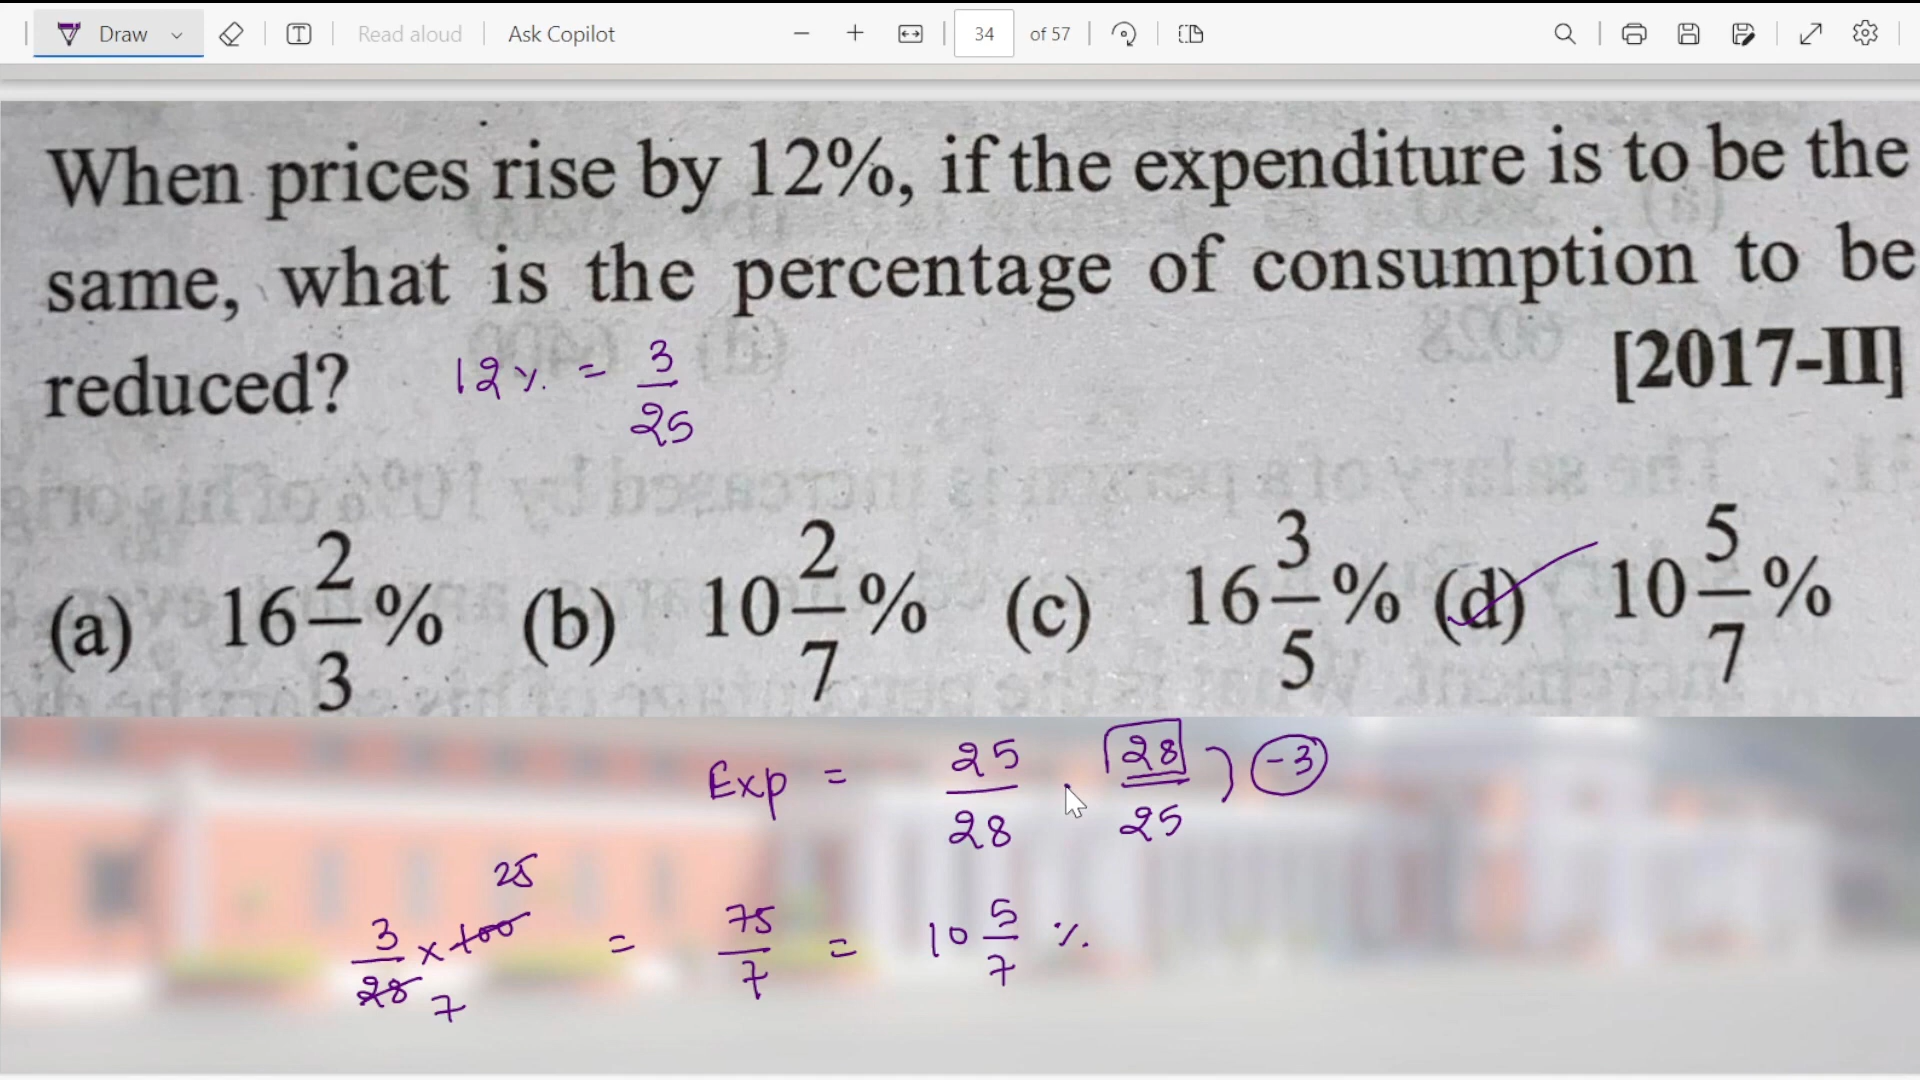 Draw Read aloud Ask Copilot 34 of 57
When prices rise by 12%, if the expenditure is to be the
same, what is the percentage of consumption to be
reduced? [2017-II]
12% = 3/25
(a) 16 2/3 % (b) 10 2/7 % (c) 16 3/5 % (d) 10 5/7 %
Exp = 25/28 . 28/25 ) -3
25
3/28 x 100 = 75/7 = 10 5/7 %
7